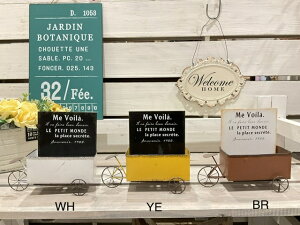 D. 1053
JARDIN
BOTANIQUE
CHOUETTE UNE
SABLE. PO. 20 ...
FONCER. 025. 143
32/Fée.
Welcome
HOME
Me Voilà.
LE PETIT MONDE
la place secrète.
Me Voilà.
LE PETIT MONDE
la place secrète.
Me Voilà.
LE PETIT MONDE
la place secrète.
WH
YE
BR